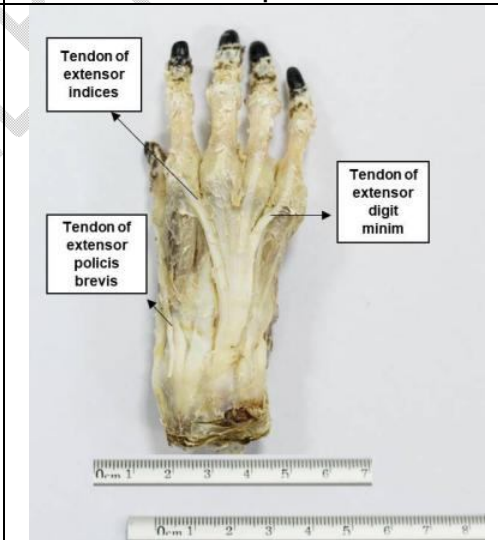 Tendon of
extensor
indices
Tendon of
extensor
digit
minim
Tendon of
extensor
policis
brevis
0cm 1 2 3 4 5 6 7
0cm 1 2 3 4 5 6 7 8